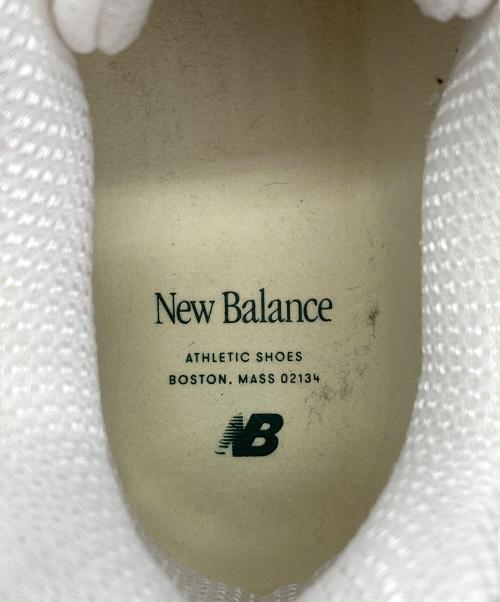 New Balance
ATHLETIC SHOES
BOSTON, MASS 02134
NB